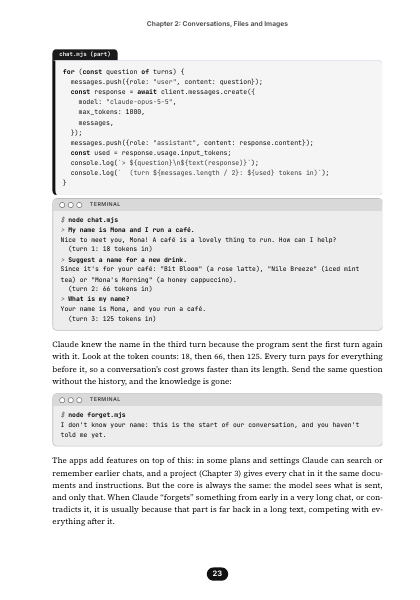 Chapter 2: Conversations, Files and Images
chat.mjs (part)
for (const question of turns) {
  messages.push({role: "user", content: question});
  const response = await client.messages.create({
    model: "claude-opus-5-5",
    max_tokens: 1000,
    messages,
  });
  messages.push({role: "assistant", content: response.content});
  const used = response.usage.input_tokens;
  console.log(`> ${question}\n${text(response)}`);
  console.log(`  (turn ${messages.length / 2}: ${used} tokens in)`);
}
TERMINAL
$ node chat.mjs
> My name is Mona and I run a café.
Nice to meet you, Mona! A café is a lovely thing to run. How can I help?
  (turn 1: 18 tokens in)
> Suggest a name for a new drink.
Since it's for your café: "Bit Bloom" (a rose latte), "Nile Breeze" (iced mint
tea) or "Mona's Morning" (a honey cappuccino).
  (turn 2: 66 tokens in)
> What is my name?
Your name is Mona, and you run a café.
  (turn 3: 125 tokens in)
Claude knew the name in the third turn because the program sent the first turn again
with it. Look at the token counts: 18, then 66, then 125. Every turn pays for everything
before it, so a conversation's cost grows faster than its length. Send the same question
without the history, and the knowledge is gone:
TERMINAL
$ node forget.mjs
I don't know your name: this is the start of our conversation, and you haven't
told me yet.
The apps add features on top of this: in some plans and settings Claude can search or
remember earlier chats, and a project (Chapter 3) gives every chat in it the same docu-
ments and instructions. But the core is always the same: the model sees what is sent,
and only that. When Claude “forgets” something from early in a very long chat, or con-
tradicts it, it is usually because that part is far back in a long text, competing with ev-
erything after it.
23